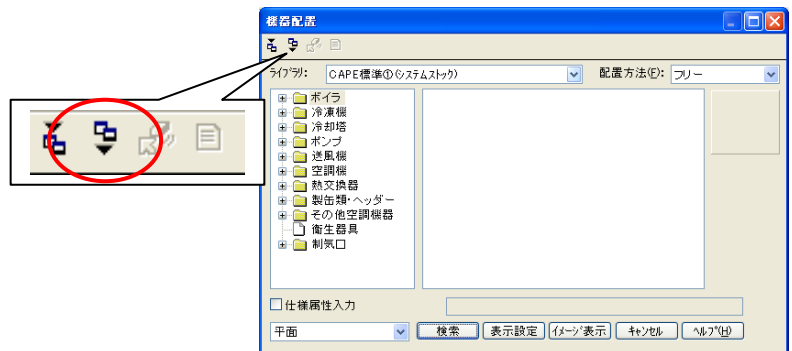 機器配置
ライブラリ: CAPE標準①(システムストック) 配置方法(F): フリー
ボイラ
冷凍機
冷却塔
ポンプ
送風機
空調機
熱交換器
製缶類・ヘッダー
その他空調機器
衛生器具
制気口
仕様属性入力
平面 検索 表示設定 イメージ表示 キャンセル ヘルプ(H)